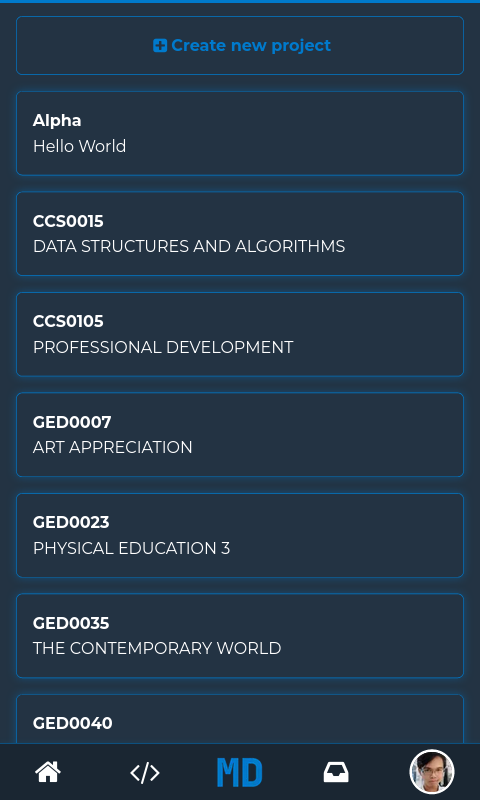 Create new project
Alpha
Hello World
CCS0015
DATA STRUCTURES AND ALGORITHMS
CCS0105
PROFESSIONAL DEVELOPMENT
GED0007
ART APPRECIATION
GED0023
PHYSICAL EDUCATION 3
GED0035
THE CONTEMPORARY WORLD
GED0040
MD